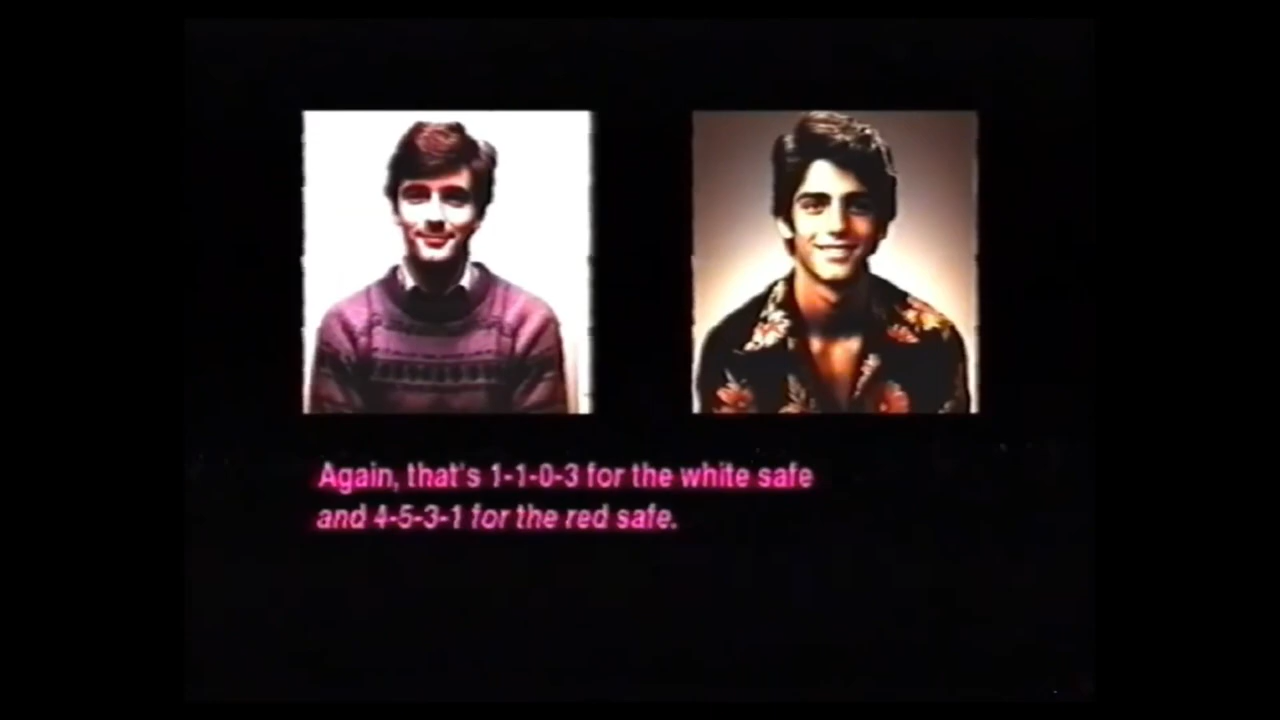 Again, that's 1-1-0-3 for the white safe
and 4-5-3-1 for the red safe.